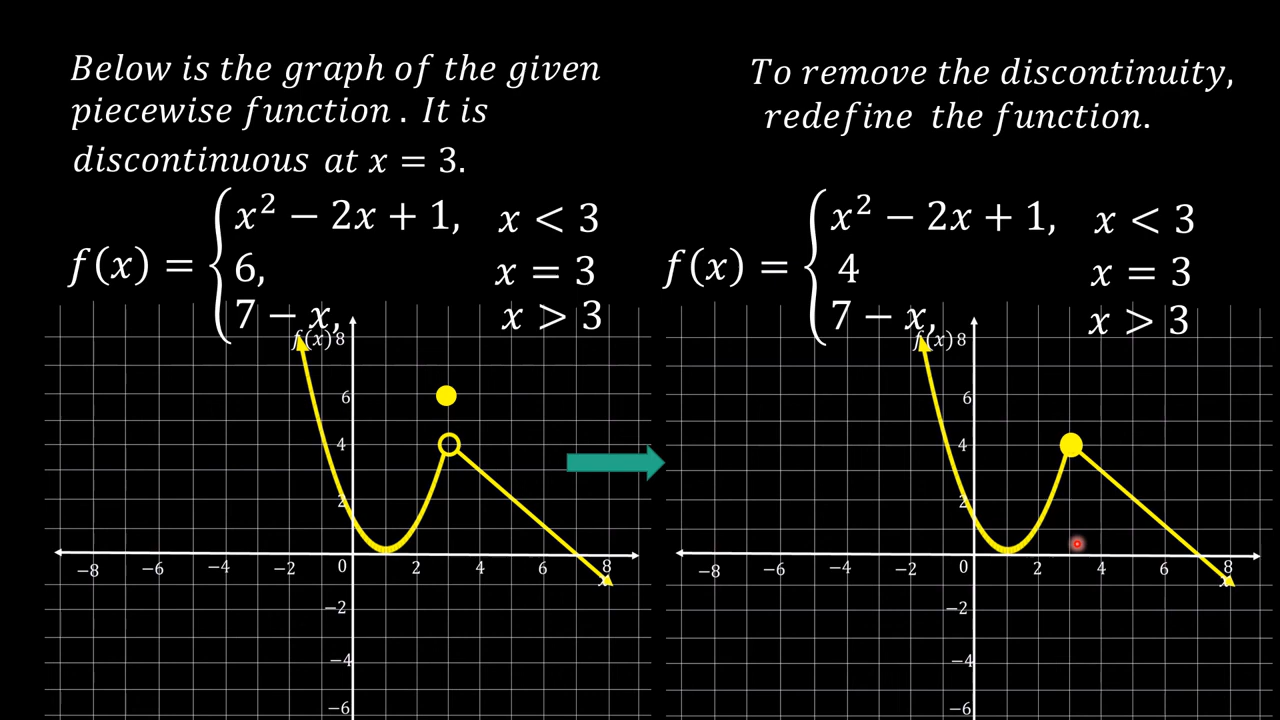 Below is the graph of the given
piecewise function . It is
discontinuous at x = 3.
f(x) = { x² − 2x + 1, x < 3
6, x = 3
7 − x, x > 3
To remove the discontinuity,
redefine the function.
f(x) = { x² − 2x + 1, x < 3
4 x = 3
7 − x, x > 3
f(x) 8
6
4
2
−8 −6 −4 −2 0 2 4 6 8
x
−2
−4
−6
f(x) 8
6
4
2
−8 −6 −4 −2 0 2 4 6 8
x
−2
−4
−6